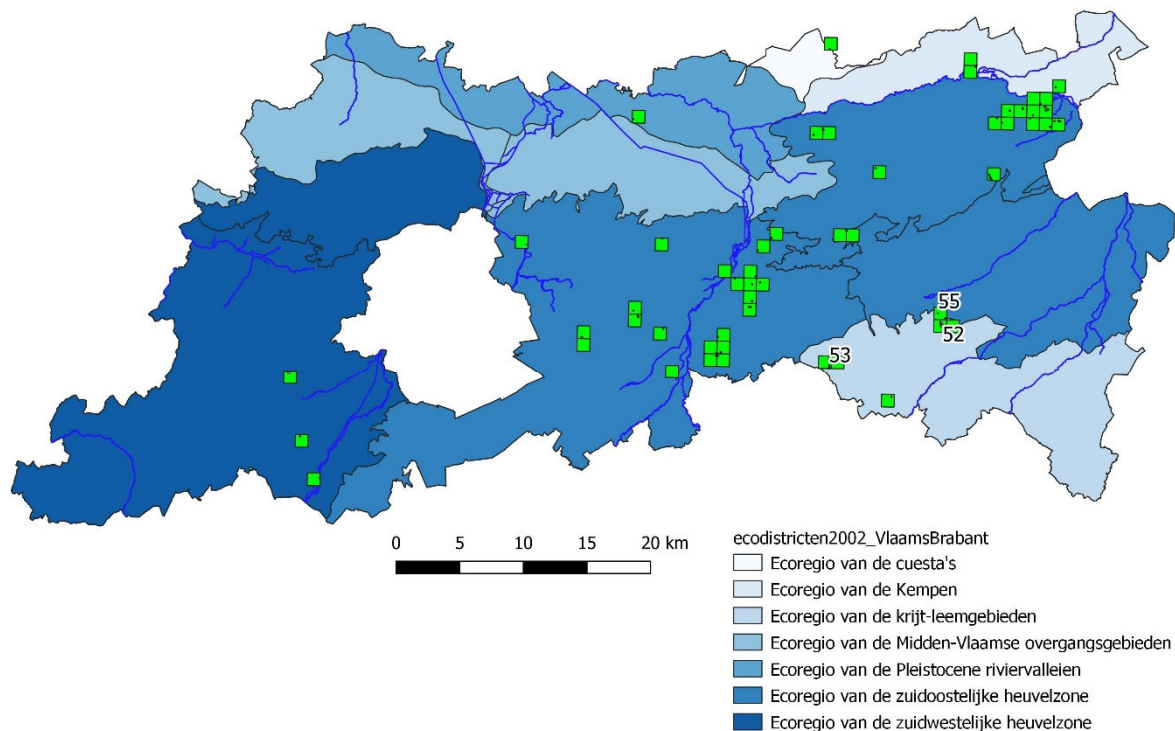 55
52
53
0 5 10 15 20 km
ecodistricten2002_VlaamsBrabant
Ecoregio van de cuesta's
Ecoregio van de Kempen
Ecoregio van de krijt-leemgebieden
Ecoregio van de Midden-Vlaamse overgangsgebieden
Ecoregio van de Pleistocene riviervalleien
Ecoregio van de zuidoostelijke heuvelzone
Ecoregio van de zuidwestelijke heuvelzone